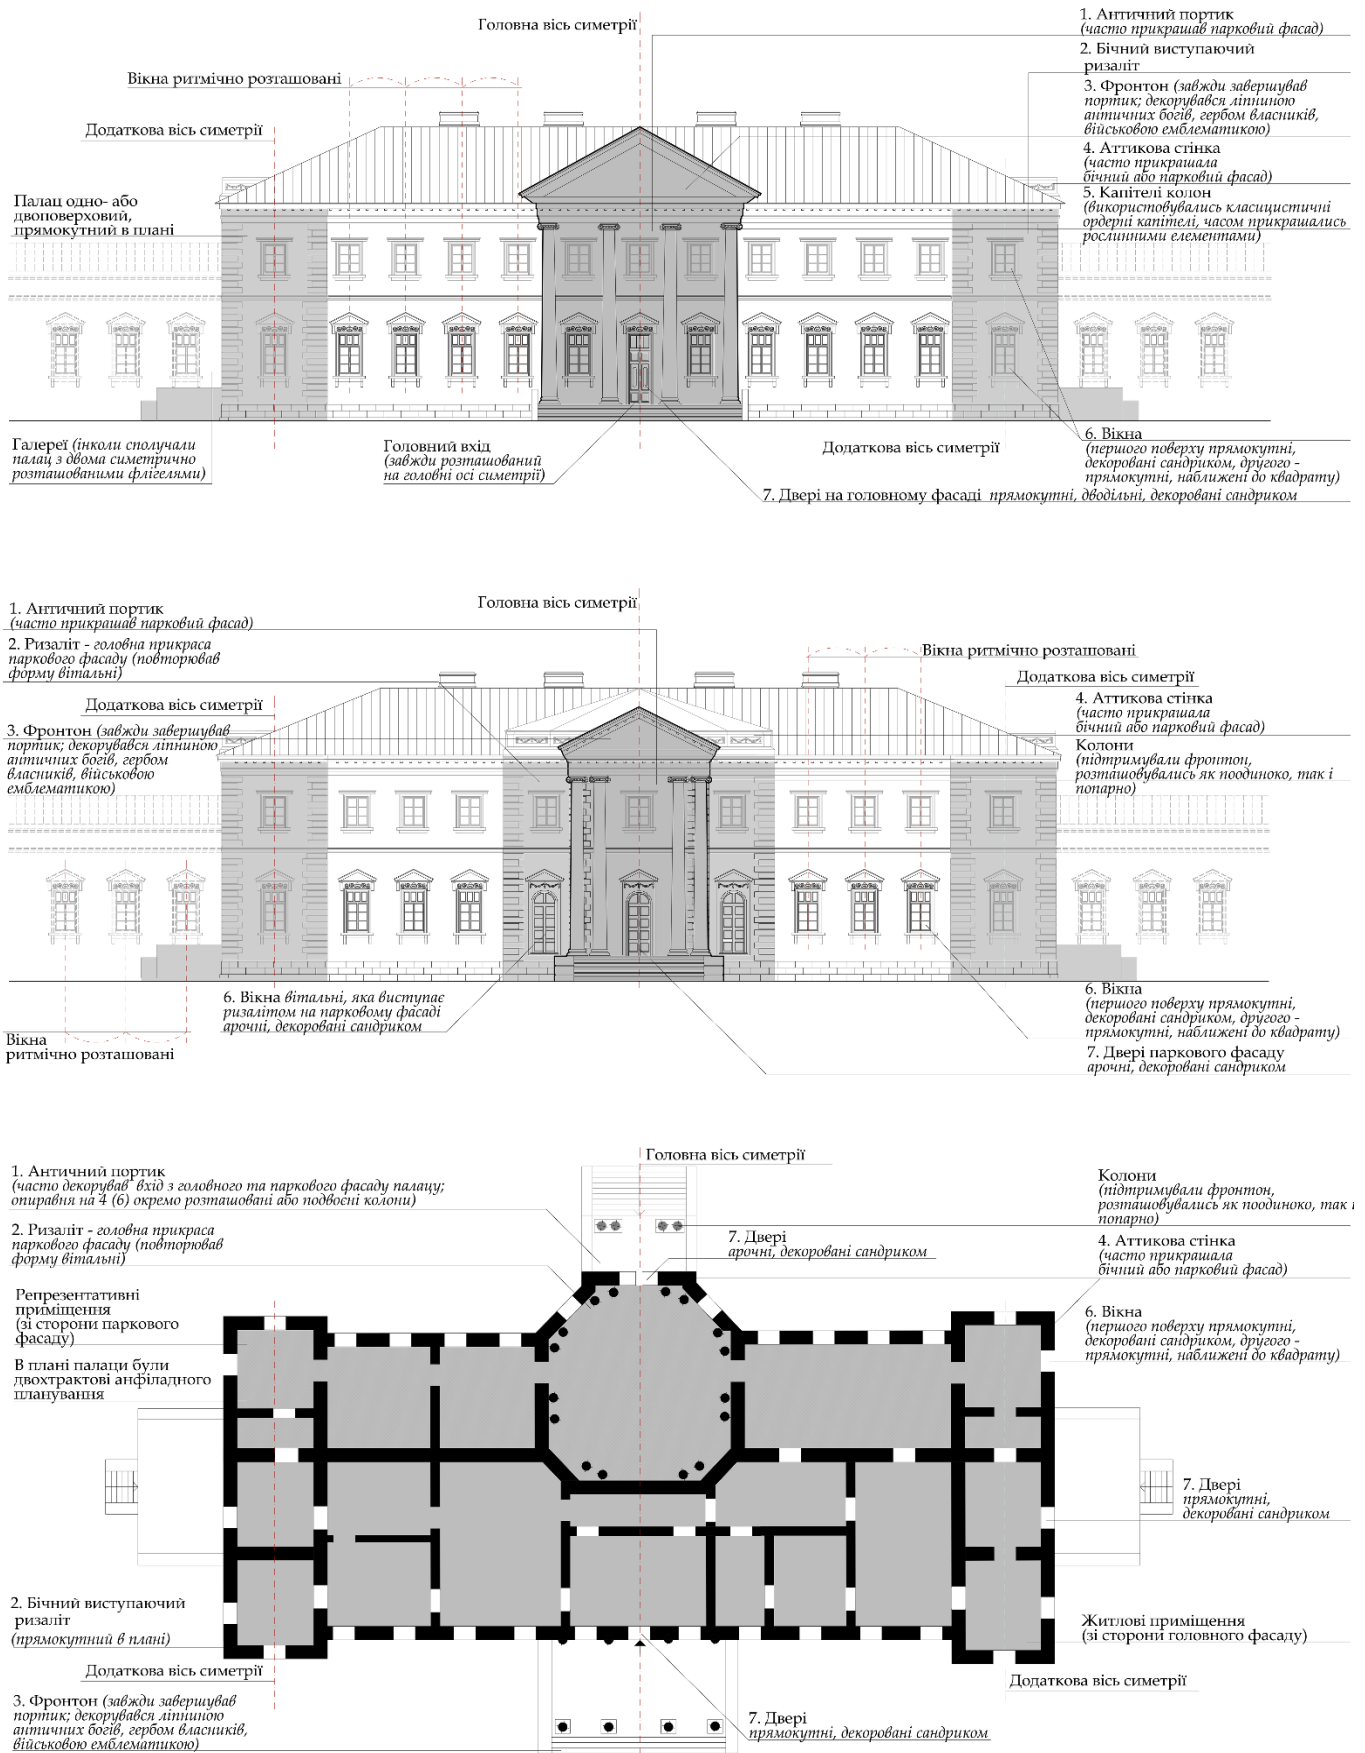 Головна вісь симетрії
1. Античний портик
(часто прикрашав парковий фасад)
2. Бічний виступаючий
ризаліт
3. Фронтон (завжди завершував
портик; декорувався ліпниною
античних богів, гербом власників,
військовою емблематикою)
4. Аттикова стінка
(часто прикрашала
бічний або парковий фасад)
5. Капітелі колон
(використовувались класицистичні
ордерні капітелі, часом прикрашались
рослинними елементами)
Вікна ритмічно розташовані
Додаткова вісь симетрії
Палац одно- або
двоповерховий,
прямокутний в плані
Галереї (інколи сполучали
палац з двома симетрично
розташованими флігелями)
Головний вхід
(завжди розташований
на головні осі симетрії)
Додаткова вісь симетрії
6. Вікна
(першого поверху прямокутні,
декоровані сандриком, другого -
прямокутні, наближені до квадрату)
7. Двері на головному фасаді прямокутні, дводільні, декоровані сандриком
1. Античний портик
(часто прикрашав парковий фасад)
2. Ризаліт - головна прикраса
паркового фасаду (повторював
форму вітальні)
Додаткова вісь симетрії
3. Фронтон (завжди завершував
портик; декорувався ліпниною
античних богів, гербом
власників, військовою
емблематикою)
Головна вісь симетрії
Вікна ритмічно розташовані
Додаткова вісь симетрії
4. Аттикова стінка
(часто прикрашала
бічний або парковий фасад)
Колони
(підтримували фронтон,
розташовувались як поодиноко, так і
попарно)
Вікна
ритмічно розташовані
6. Вікна вітальні, яка виступає
ризалітом на парковому фасаді
арочні, декоровані сандриком
6. Вікна
(першого поверху прямокутні,
декоровані сандриком, другого -
прямокутні, наближені до квадрату)
7. Двері паркового фасаду
арочні, декоровані сандриком
Головна вісь симетрії
1. Античний портик
(часто декорував вхід з головного та паркового фасаду палацу;
опиравня на 4 (6) окремо розташовані або подвоєні колони)
2. Ризаліт - головна прикраса
паркового фасаду (повторював
форму вітальні)
Репрезентативні
приміщення
(зі сторони паркового
фасаду)
В плані палаци були
двохтрактові анфіладного
планування
7. Двері
арочні, декоровані сандриком
Колони
(підтримували фронтон,
розташовувались як поодиноко, так і
попарно)
4. Аттикова стінка
(часто прикрашала
бічний або парковий фасад)
6. Вікна
(першого поверху прямокутні,
декоровані сандриком, другого -
прямокутні, наближені до квадрату)
7. Двері
прямокутні,
декоровані сандриком
2. Бічний виступаючий
ризаліт
(прямокутний в плані)
Додаткова вісь симетрії
3. Фронтон (завжди завершував
портик; декорувався ліпниною
античних богів, гербом власників,
військовою емблематикою)
Житлові приміщення
(зі сторони головного фасаду)
Додаткова вісь симетрії
7. Двері
прямокутні, декоровані сандриком